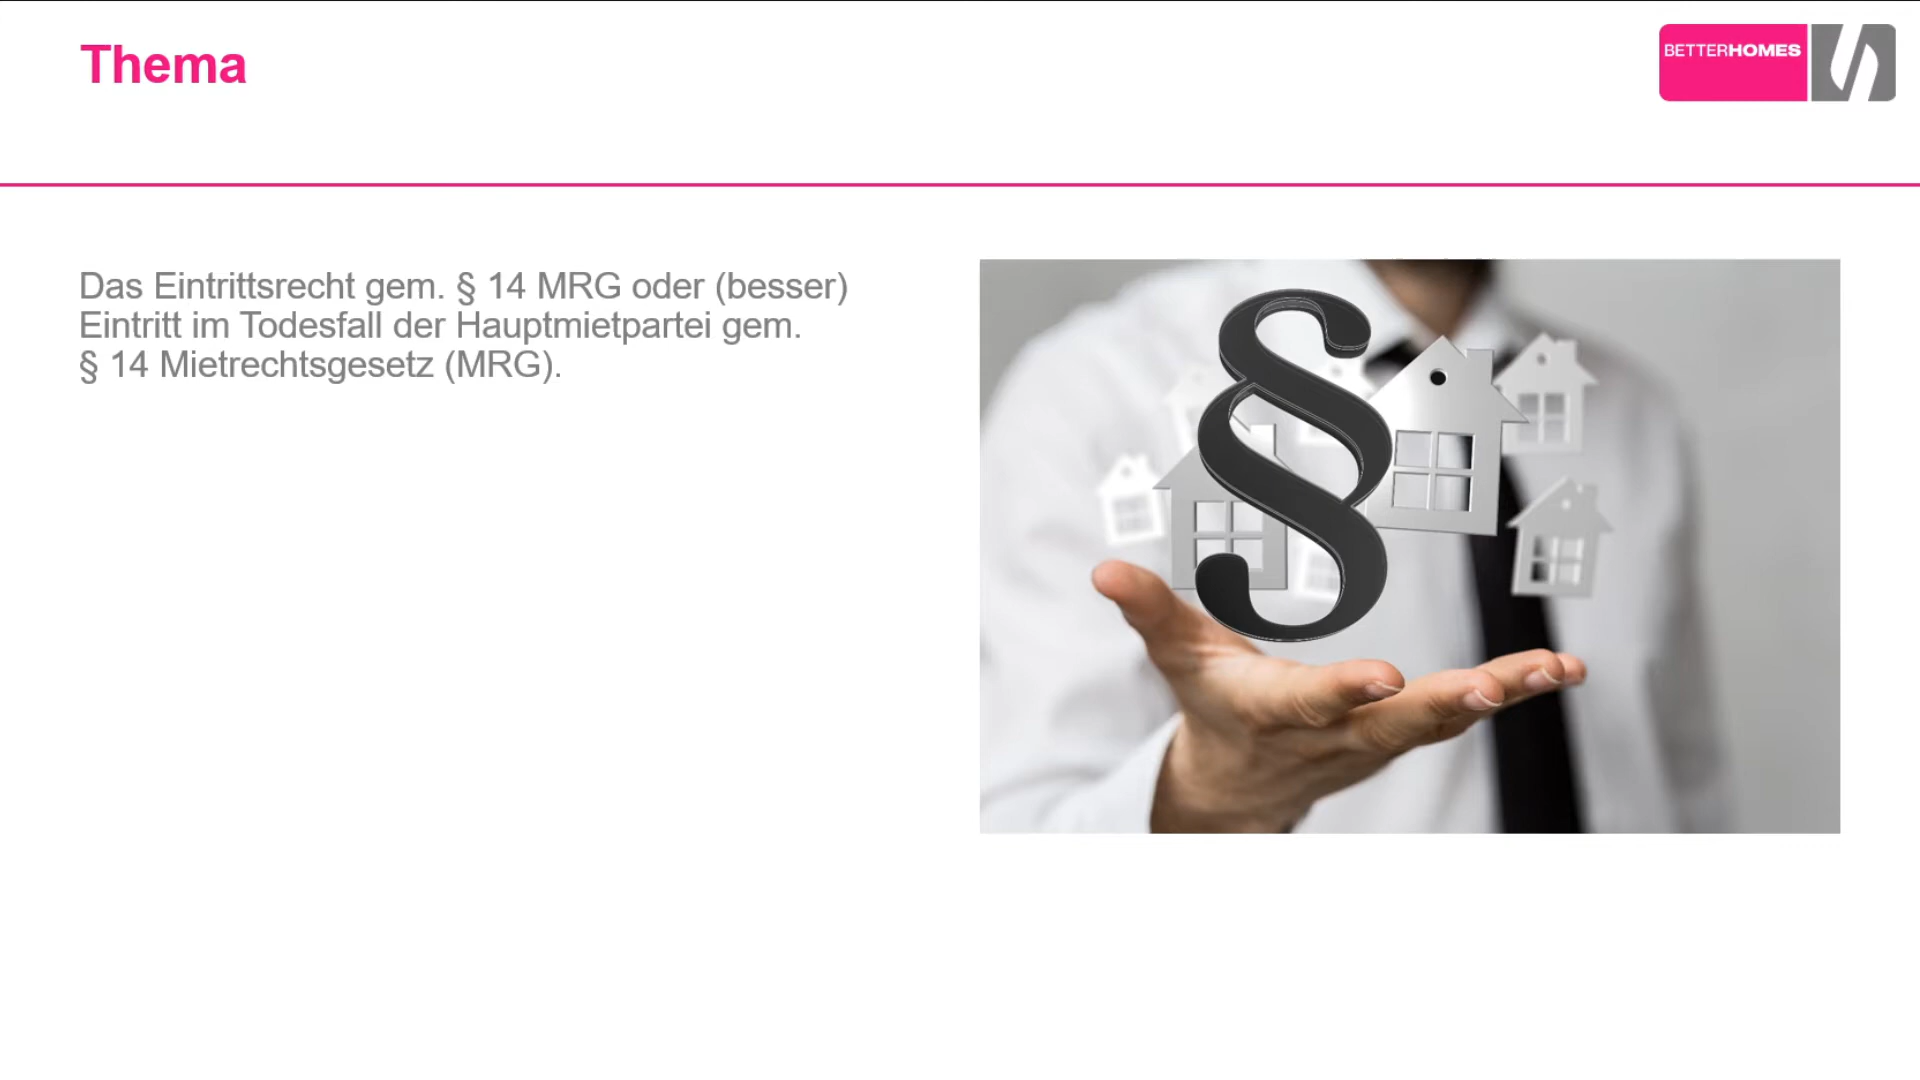 Thema
BETTERHOMES
Das Eintrittsrecht gem. § 14 MRG oder (besser)
Eintritt im Todesfall der Hauptmietpartei gem.
§ 14 Mietrechtsgesetz (MRG).
§